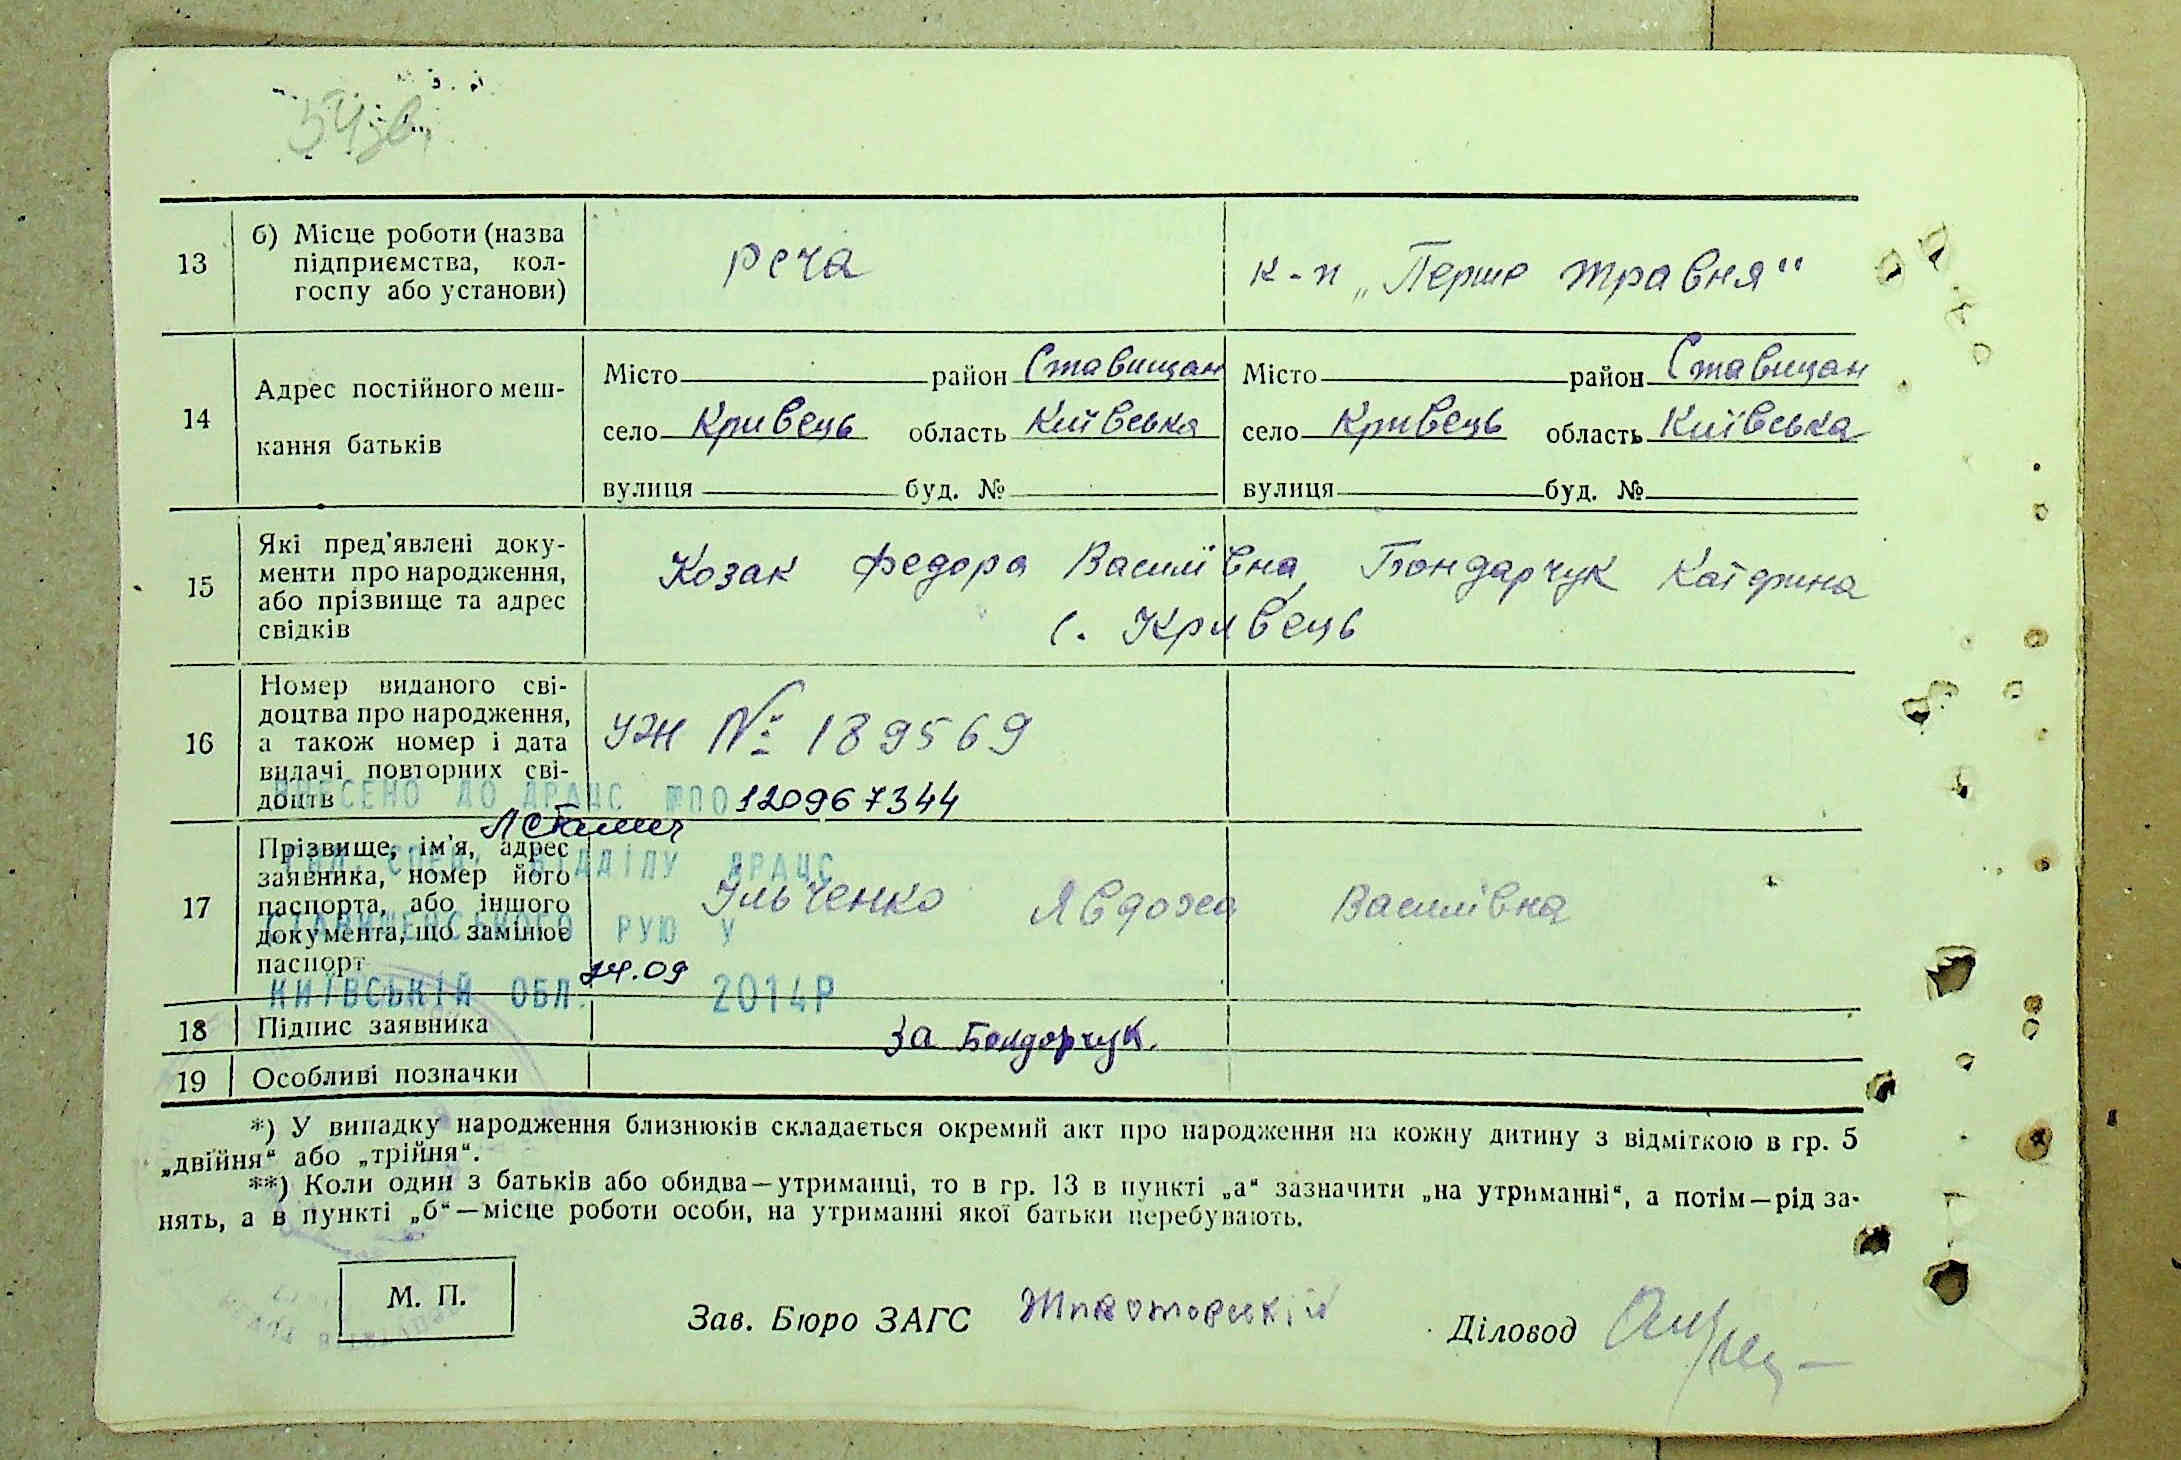 13
б) Місце роботи (назва
підприємства, кол-
госпу або установи)
реча
к-п „Перше травня"
14
Адрес постійного меш-
кання батьків
Місто район Ставищан
село Кривець область Київська
вулиця буд. №
Місто район Ставищан
село Кривець область Київська
вулиця буд. №
15
Які пред'явлені доку-
менти про народження,
або прізвище та адрес
свідків
Козак Федора Василівна, Бондарчук Катерина
с. Кривець
16
Номер виданого сві-
доцтва про народження,
а також номер і дата
видачі повторних сві-
доцтв
УЖ № 189569
ВНЕСЕНО ДО ДРАЦС №ПО 120967344
17
Прізвище, ім'я, адрес
заявника, номер його
паспорта, або іншого
документа, що замінює
паспорт
ВІДДІЛУ ДРАЦС
СТАВИЩЕНСЬКОГО РУЮ У
КИЇВСЬКІЙ ОБЛ. 24.09 2014Р
Ільченко Явдоха Василівна
18
Підпис заявника
За Бондарчук.
19
Особливі позначки
*) У випадку народження близнюків складається окремий акт про народження на кожну дитину з відміткою в гр. 5
„двійня" або „трійня".
**) Коли один з батьків або обидва—утриманці, то в гр. 13 в пункті „а" зазначити „на утриманні", а потім—рід за-
нять, а в пункті „б"—місце роботи особи, на утриманні якої батьки перебувають.
М. П.
Зав. Бюро ЗАГС
Діловод